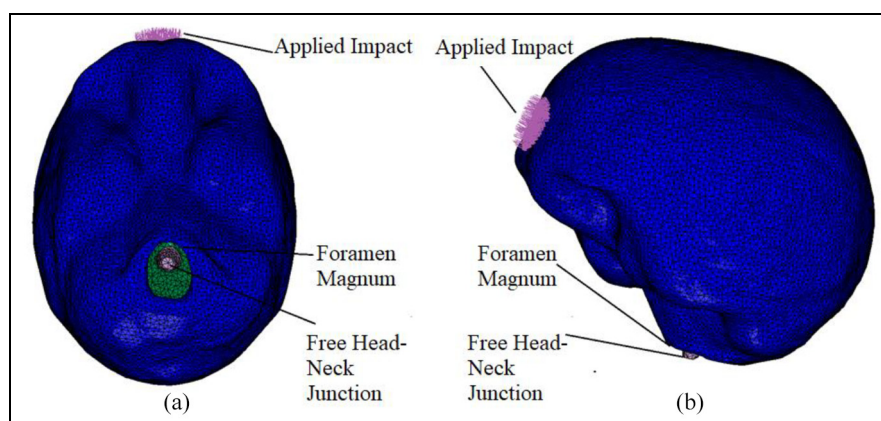 Applied Impact
Foramen
Magnum
Free Head-
Neck
Junction
(a)
Applied Impact
Foramen
Magnum
Free Head-
Neck
Junction
(b)